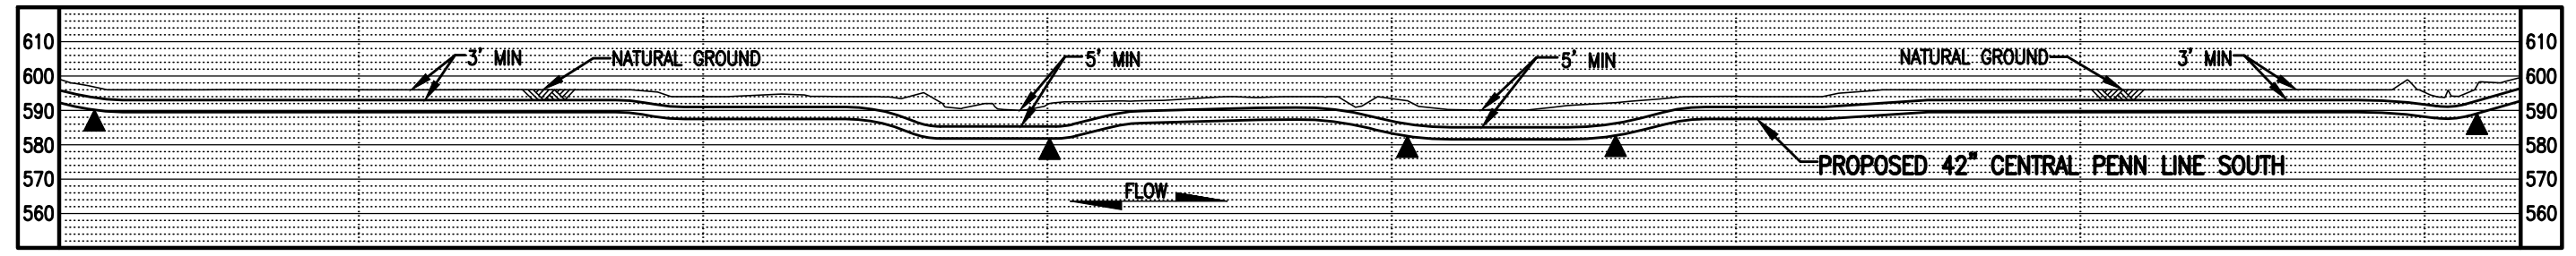 610
600
590
580
570
560
3' MIN
NATURAL GROUND
5' MIN
5' MIN
NATURAL GROUND
3' MIN
PROPOSED 42" CENTRAL PENN LINE SOUTH
FLOW
610
600
590
580
570
560